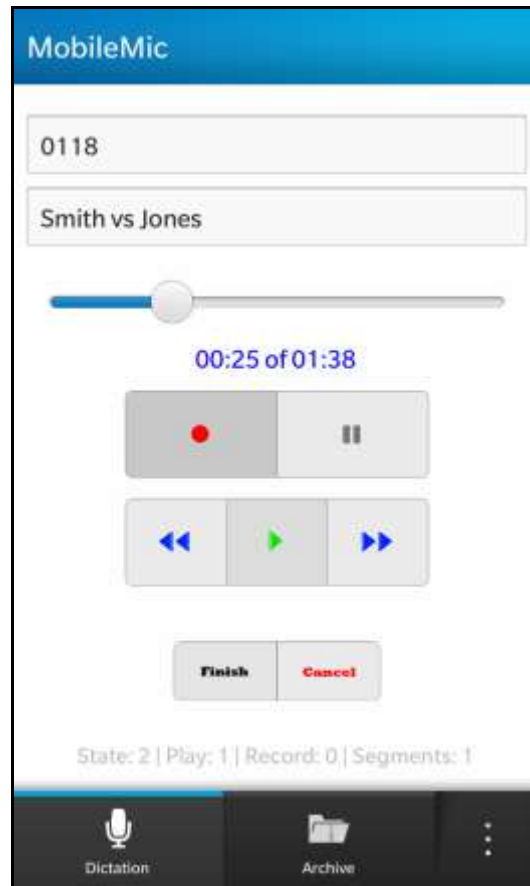 MobileMic
0118
Smith vs Jones
00:25 of 01:38
Finish Cancel
State: 2 | Play: 1 | Record: 0 | Segments: 1
Dictation Archive